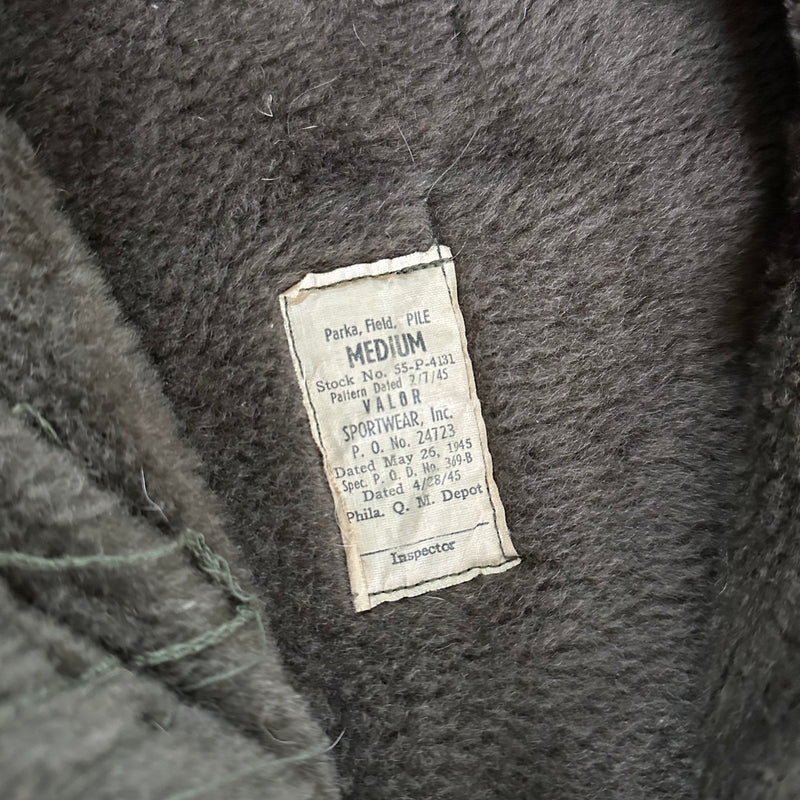 Parka, Field, PILE
MEDIUM
Stock No. 55-P-4131
Pattern Dated 2/7/45
VALOR
SPORTWEAR, Inc.
P. O. No. 24723
Dated May 26, 1945
Spec. P. Q. D. No. 369-B
Dated 4/28/45
Phila. Q. M. Depot
Inspector